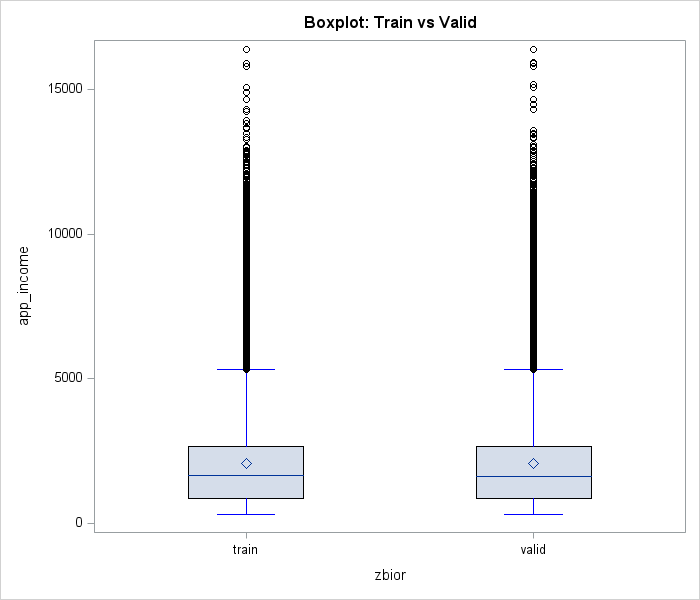 Boxplot: Train vs Valid
15000
10000
5000
0
app_income
train valid
zbior